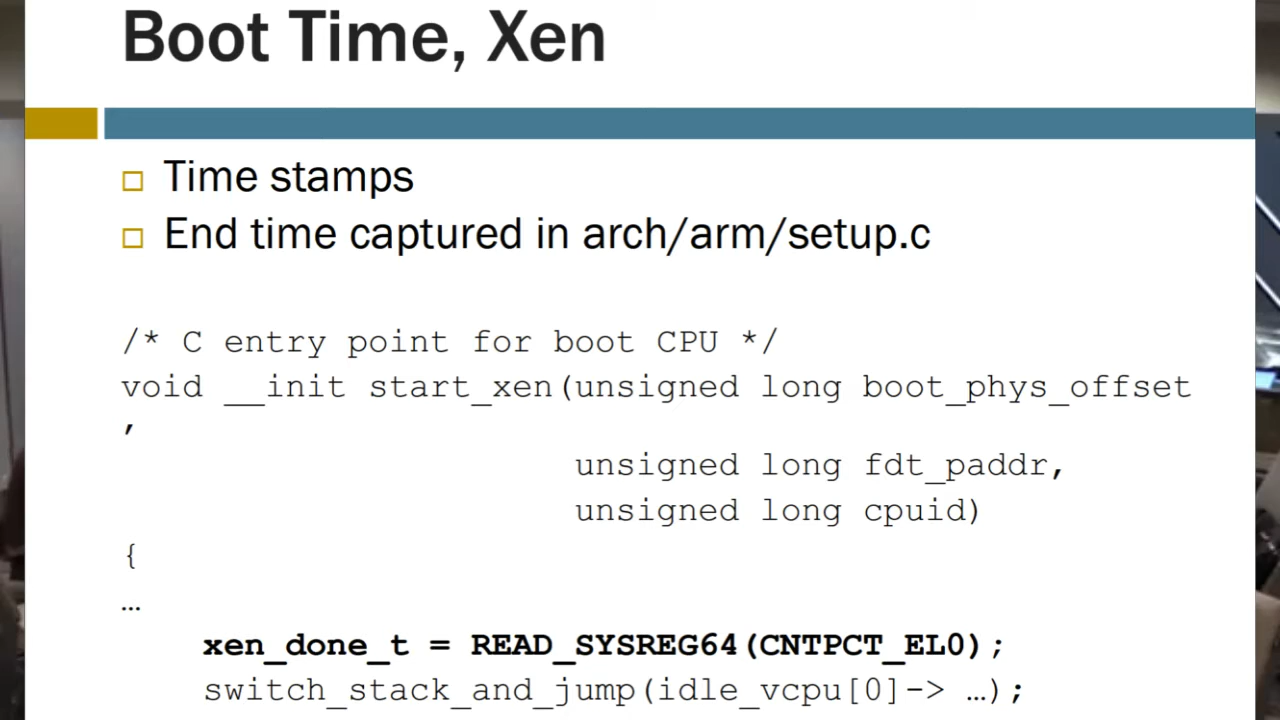 Boot Time, Xen
Time stamps
End time captured in arch/arm/setup.c
/* C entry point for boot CPU */
void __init start_xen(unsigned long boot_phys_offset
,
unsigned long fdt_paddr,
unsigned long cpuid)
{
…
xen_done_t = READ_SYSREG64(CNTPCT_EL0);
switch_stack_and_jump(idle_vcpu[0]-> …);